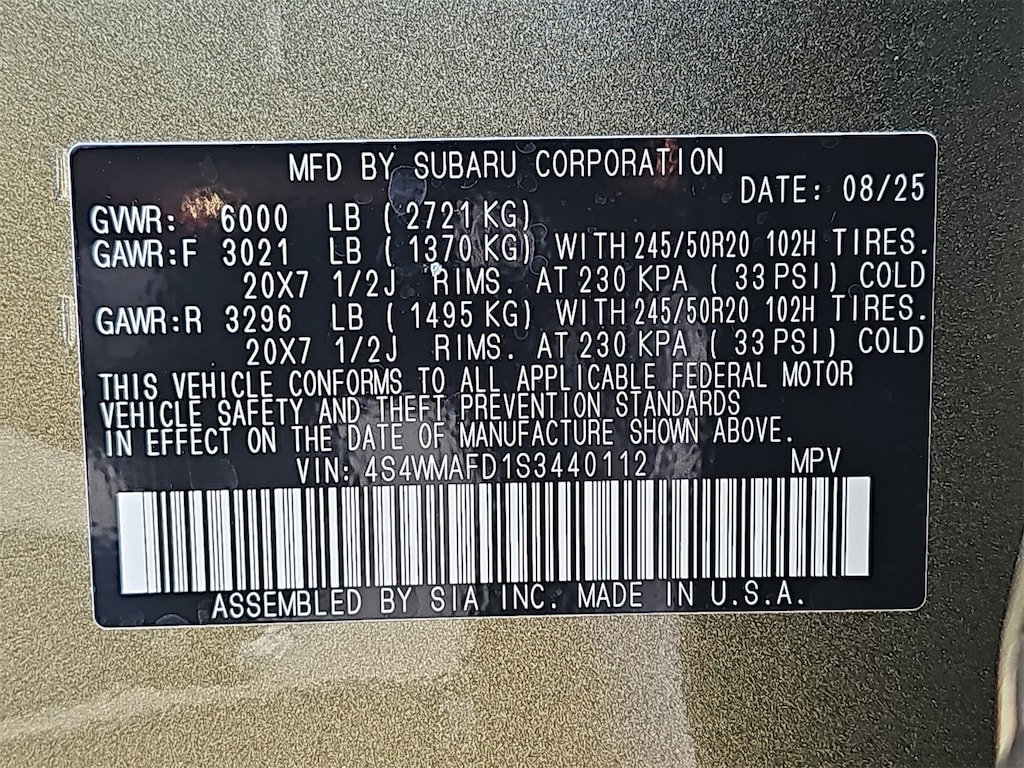 MFD BY SUBARU CORPORATION
DATE: 08/25
GVWR: 6000 LB ( 2721 KG)
GAWR:F 3021 LB ( 1370 KG) WITH 245/50R20 102H TIRES.
20X7 1/2J RIMS. AT 230 KPA ( 33 PSI) COLD
GAWR:R 3296 LB ( 1495 KG) WITH 245/50R20 102H TIRES.
20X7 1/2J RIMS. AT 230 KPA ( 33 PSI) COLD
THIS VEHICLE CONFORMS TO ALL APPLICABLE FEDERAL MOTOR
VEHICLE SAFETY AND THEFT PREVENTION STANDARDS
IN EFFECT ON THE DATE OF MANUFACTURE SHOWN ABOVE.
VIN: 4S4WMAFD1S3440112 MPV
ASSEMBLED BY SIA INC. MADE IN U.S.A.